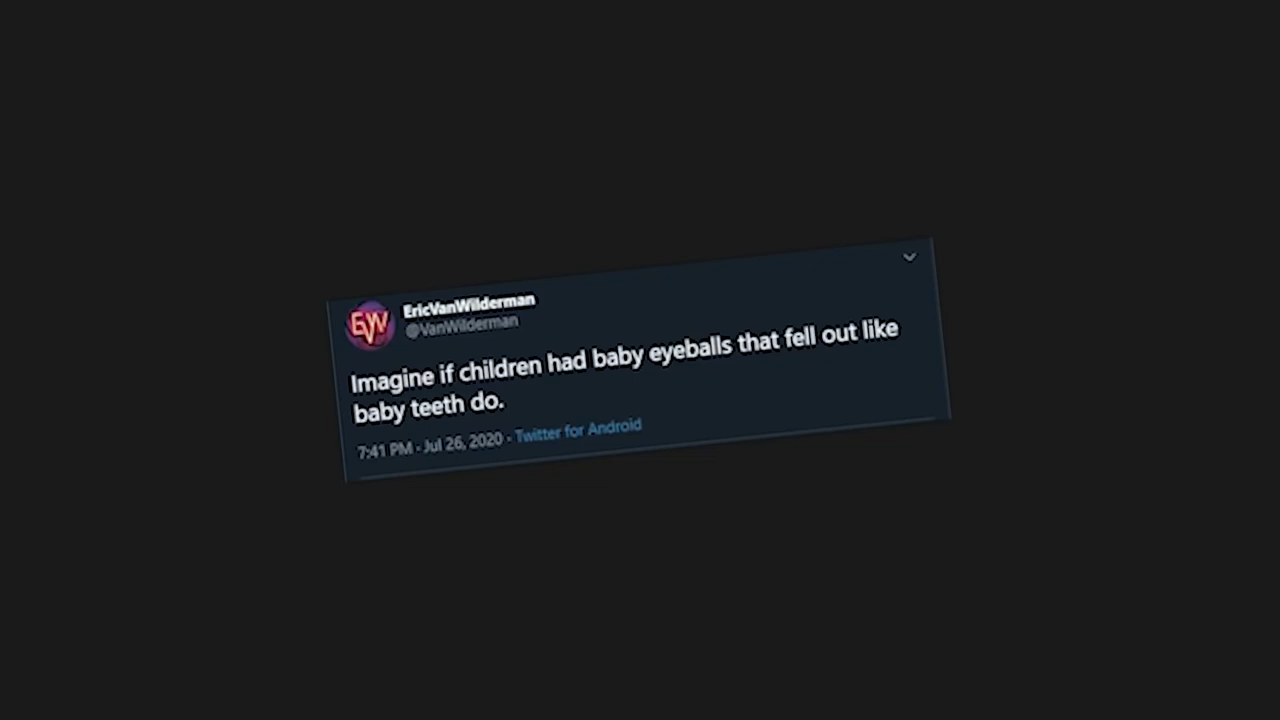 EVW
EricVanWilderman
@VanWilderman
Imagine if children had baby eyeballs that fell out like
baby teeth do.
7:41 PM · Jul 26, 2020 · Twitter for Android